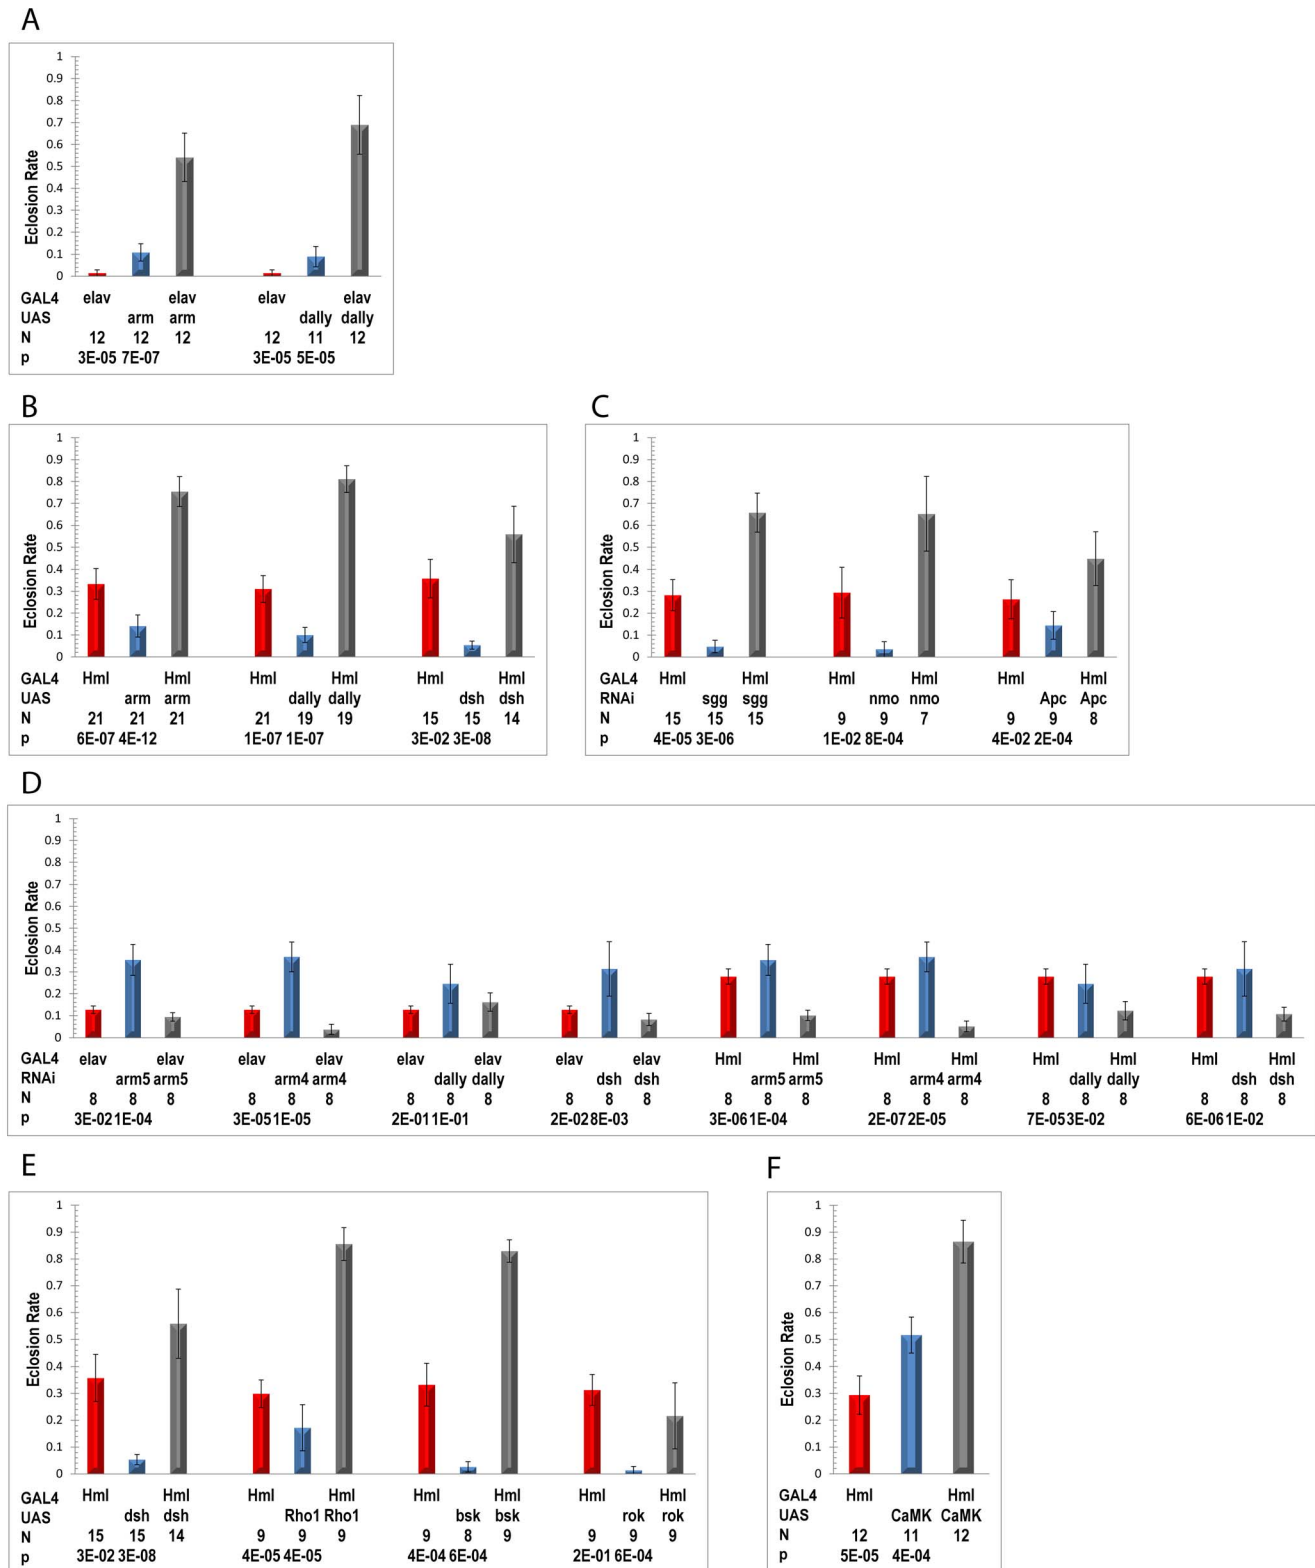 A
1
0.9
0.8
0.7
0.6
0.5
0.4
0.3
0.2
0.1
0
Eclosion Rate
GAL4 elav elav elav elav
UAS arm arm dally dally
N 12 12 12 12 11 12
p 3E-05 7E-07 3E-05 5E-05
B
1
0.9
0.8
0.7
0.6
0.5
0.4
0.3
0.2
0.1
0
Eclosion Rate
GAL4 Hml Hml Hml Hml Hml Hml
UAS arm arm dally dally dsh dsh
N 21 21 21 21 19 19 15 15 14
p 6E-07 4E-12 1E-07 1E-07 3E-02 3E-08
C
1
0.9
0.8
0.7
0.6
0.5
0.4
0.3
0.2
0.1
0
Eclosion Rate
GAL4 Hml Hml Hml Hml Hml Hml
RNAi sgg sgg nmo nmo Apc Apc
N 15 15 15 9 9 7 9 9 8
p 4E-05 3E-06 1E-02 8E-04 4E-02 2E-04
D
1
0.9
0.8
0.7
0.6
0.5
0.4
0.3
0.2
0.1
0
Eclosion Rate
GAL4 elav elav elav elav elav elav elav elav Hml Hml Hml Hml Hml Hml Hml Hml
RNAi arm5 arm5 arm4 arm4 dally dally dsh dsh arm5 arm5 arm4 arm4 dally dally dsh dsh
N 8 8 8 8 8 8 8 8 8 8 8 8 8 8 8 8 8 8 8 8 8 8 8 8
p 3E-02 1E-04 3E-05 1E-05 2E-01 1E-01 2E-02 8E-03 3E-06 1E-04 2E-07 2E-05 7E-05 3E-02 6E-06 1E-02
E
1
0.9
0.8
0.7
0.6
0.5
0.4
0.3
0.2
0.1
0
Eclosion Rate
GAL4 Hml Hml Hml Hml Hml Hml Hml Hml
UAS dsh dsh Rho1 Rho1 bsk bsk rok rok
N 15 15 14 9 9 9 9 8 9 9 9 9
p 3E-02 3E-08 4E-05 4E-05 4E-04 6E-04 2E-01 6E-04
F
1
0.9
0.8
0.7
0.6
0.5
0.4
0.3
0.2
0.1
0
Eclosion Rate
GAL4 Hml Hml
UAS CaMK CaMK
N 12 11 12
p 5E-05 4E-04